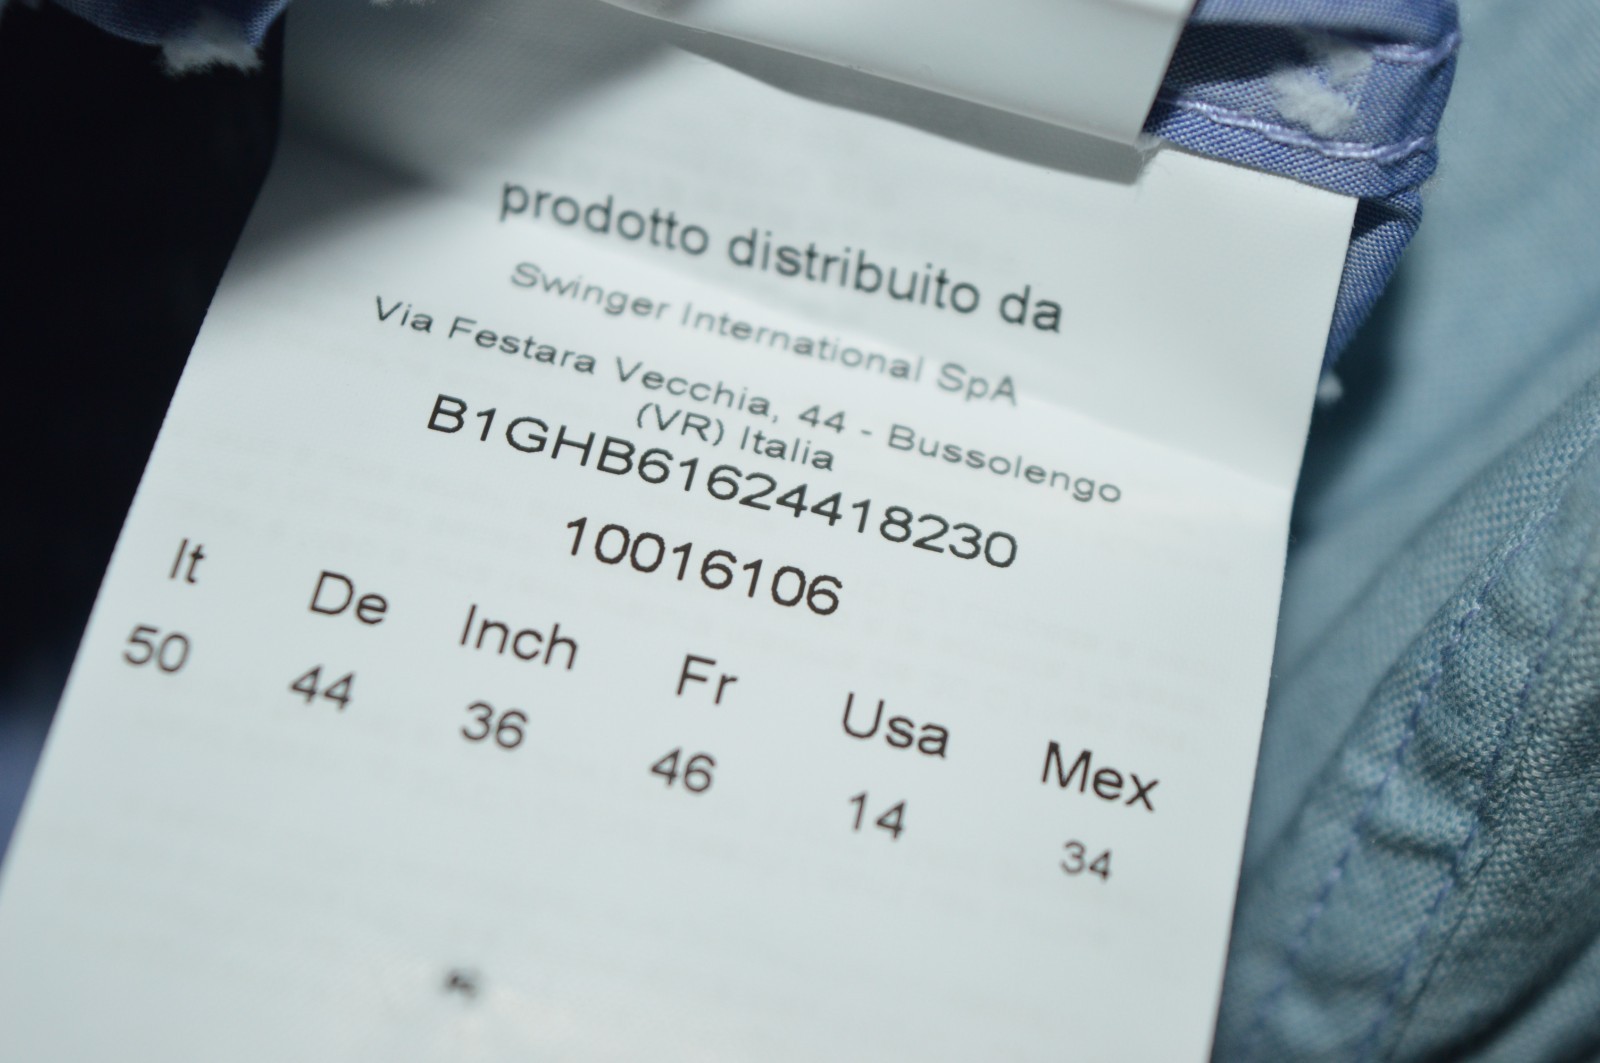 prodotto distribuito da
Swinger International SpA
Via Festara Vecchia, 44 - Bussolengo
(VR) Italia
B1GHB61624418230
10016106
It De Inch Fr Usa Mex
50 44 36 46 14 34